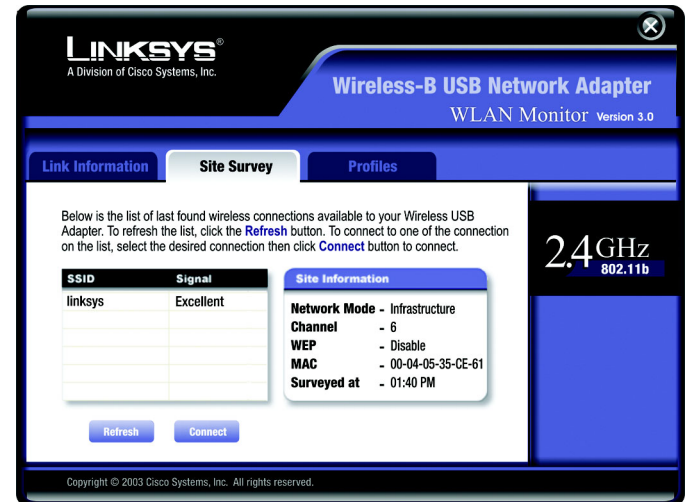 LINKSYS®
A Division of Cisco Systems, Inc.
Wireless-B USB Network Adapter
WLAN Monitor Version 3.0
Link Information Site Survey Profiles
Below is the list of last found wireless connections available to your Wireless USB
Adapter. To refresh the list, click the Refresh button. To connect to one of the connection
on the list, select the desired connection then click Connect button to connect.
2.4GHz
802.11b
SSID Signal
linksys Excellent
Site Information
Network Mode - Infrastructure
Channel - 6
WEP - Disable
MAC - 00-04-05-35-CE-61
Surveyed at - 01:40 PM
Refresh Connect
Copyright © 2003 Cisco Systems, Inc. All rights reserved.